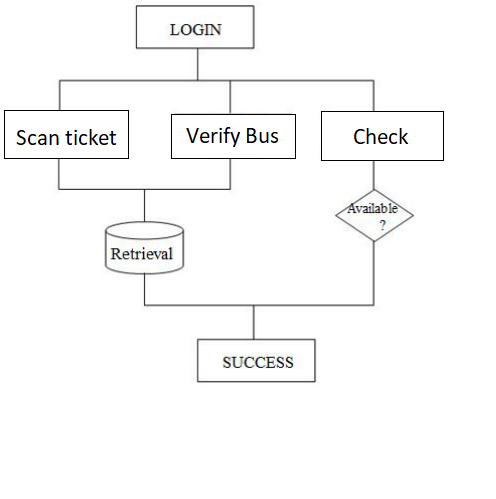 LOGIN
Scan ticket
Verify Bus
Check
Available
?
Retrieval
SUCCESS